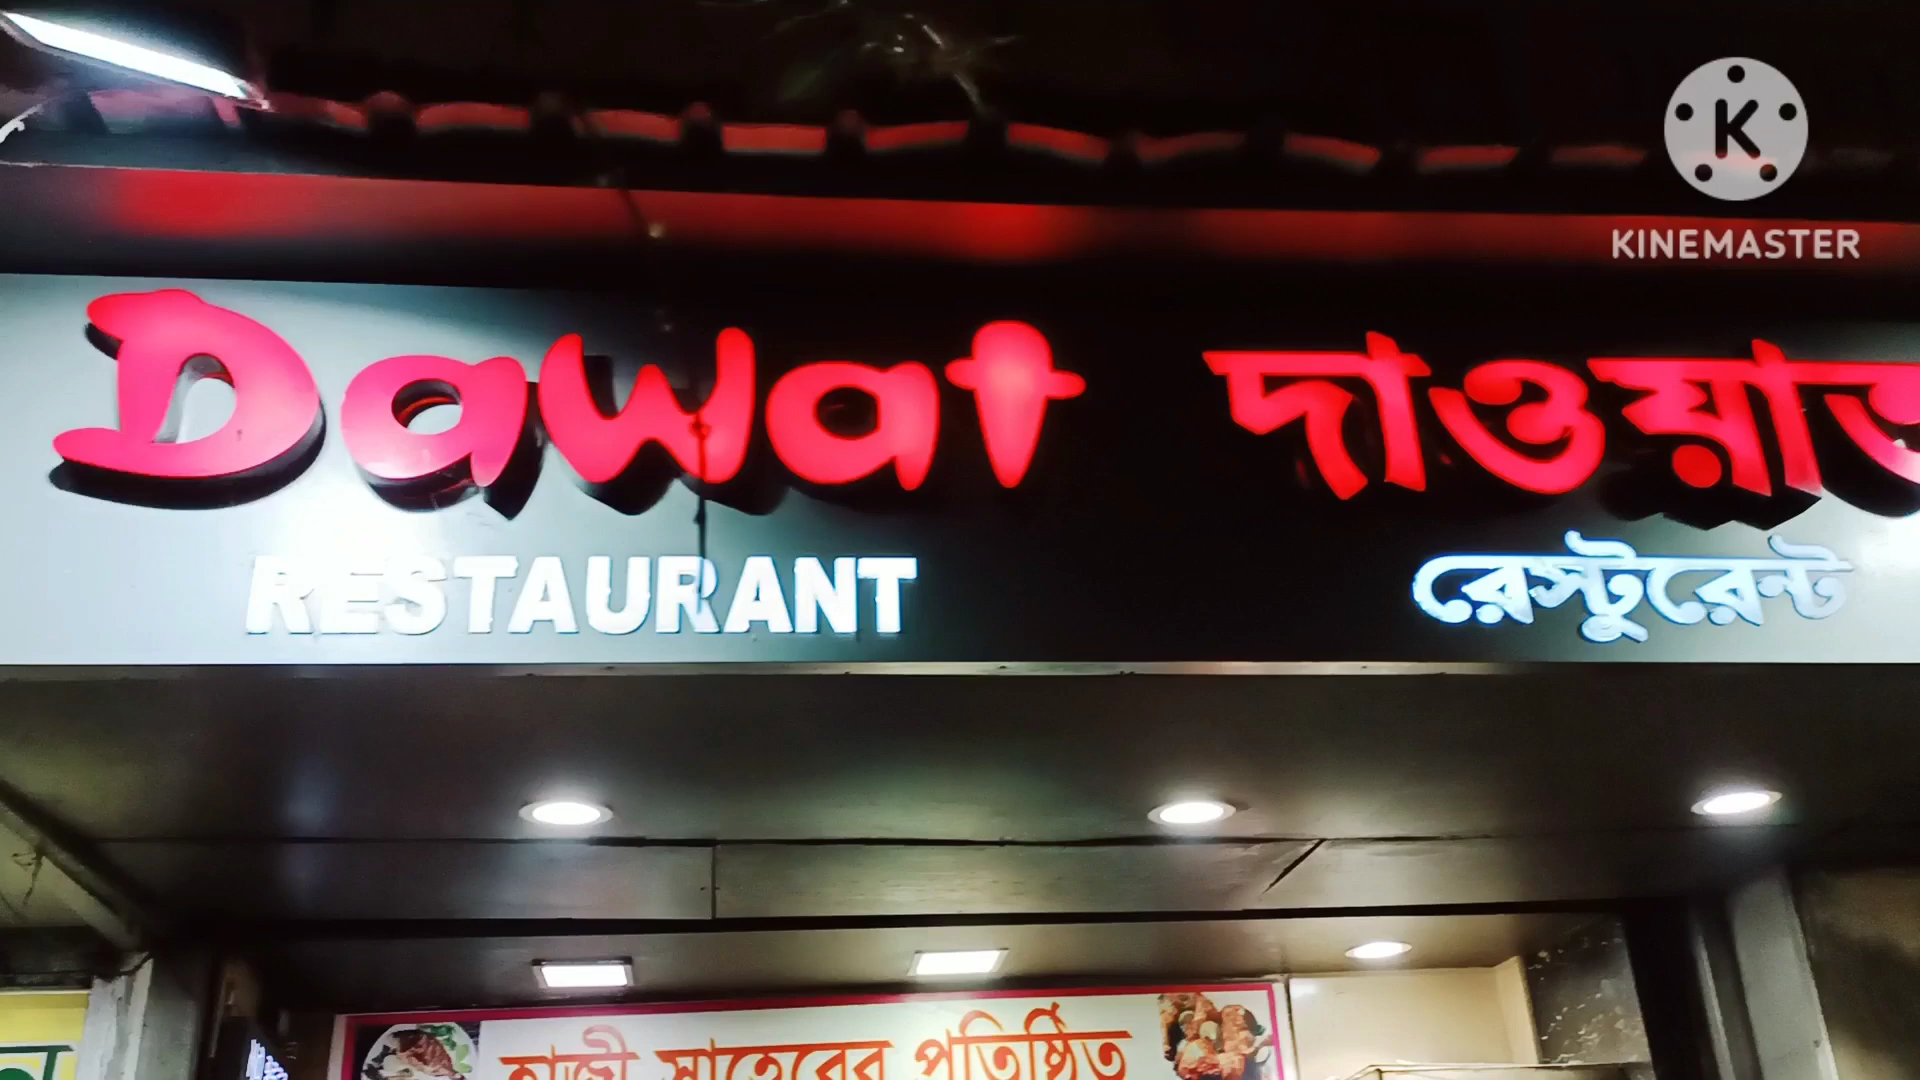 K
KINEMASTER
Dawat দাওয়াত
RESTAURANT রেস্টুরেন্ট
হাজী সাহেবের প্রতিষ্ঠিত